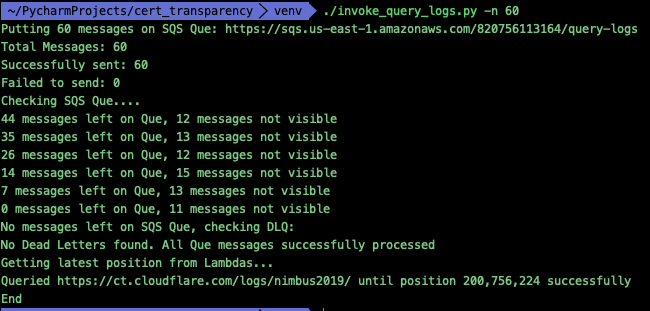 ~/PycharmProjects/cert_transparency venv ./invoke_query_logs.py -n 60
Putting 60 messages on SQS Que: https://sqs.us-east-1.amazonaws.com/820756113164/query-logs
Total Messages: 60
Successfully sent: 60
Failed to send: 0
Checking SQS Que....
44 messages left on Que, 12 messages not visible
35 messages left on Que, 13 messages not visible
26 messages left on Que, 12 messages not visible
14 messages left on Que, 15 messages not visible
7 messages left on Que, 13 messages not visible
0 messages left on Que, 11 messages not visible
No messages left on SQS Que, checking DLQ:
No Dead Letters found. All Que messages successfully processed
Getting latest position from Lambdas...
Queried https://ct.cloudflare.com/logs/nimbus2019/ until position 200,756,224 successfully
End